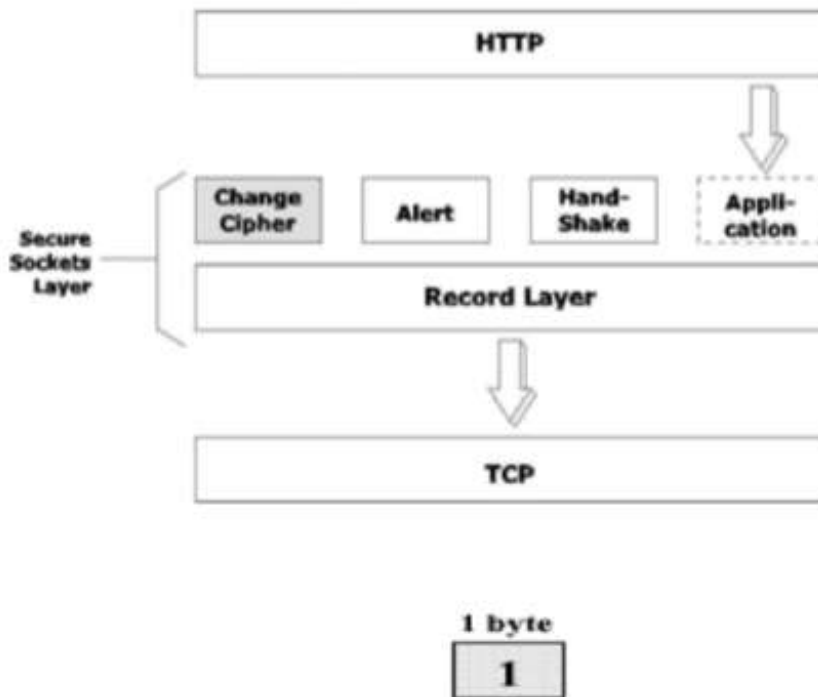 HTTP
Change
Cipher
Alert
Hand-
Shake
Appli-
cation
Secure
Sockets
Layer
Record Layer
TCP
1 byte
1